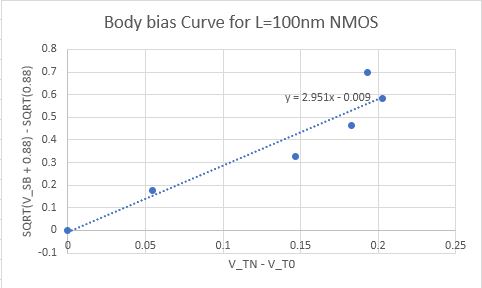 Body bias Curve for L=100nm NMOS
SQRT(V_SB + 0.88) - SQRT(0.88)
0.8
0.7
0.6
0.5
0.4
0.3
0.2
0.1
0
-0.1
y = 2.951x - 0.009
0 0.05 0.1 0.15 0.2 0.25
V_TN - V_T0